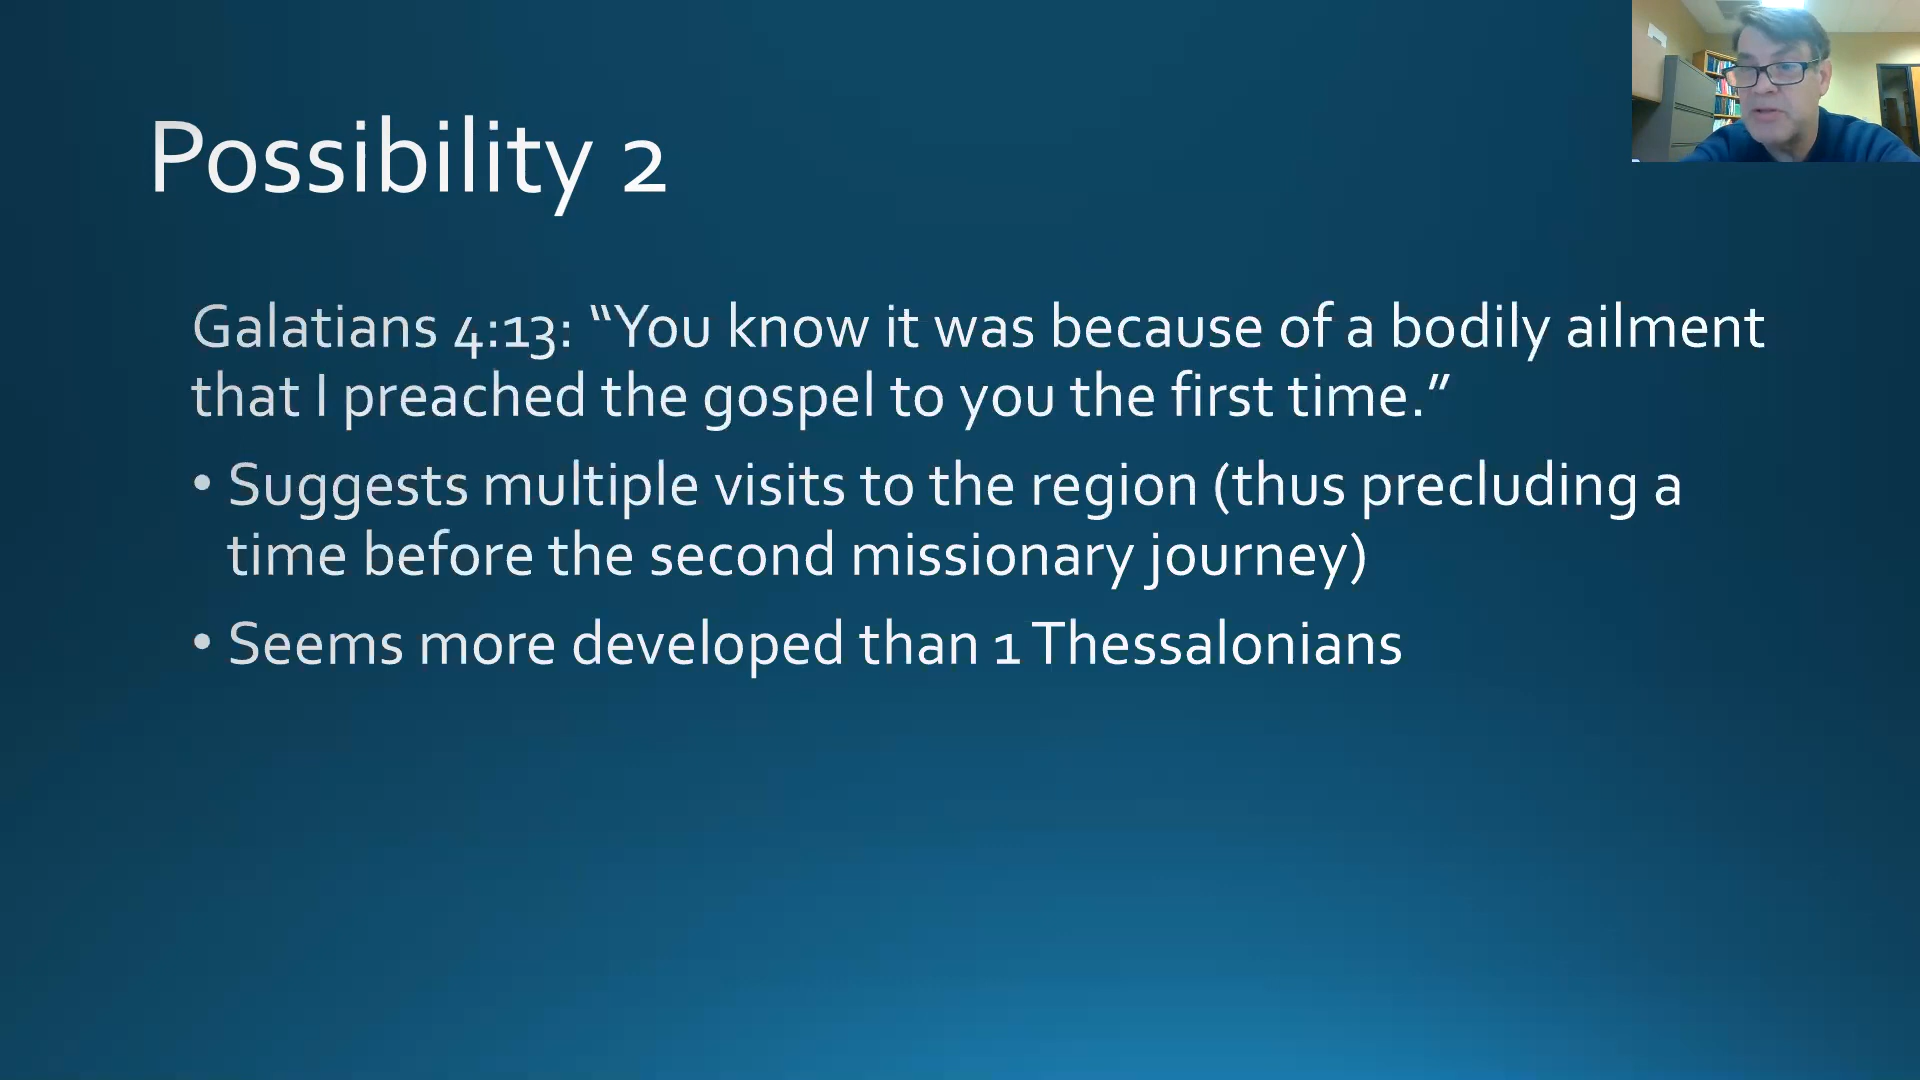 Possibility 2
Galatians 4:13: “You know it was because of a bodily ailment
that I preached the gospel to you the first time.”
• Suggests multiple visits to the region (thus precluding a
time before the second missionary journey)
• Seems more developed than 1 Thessalonians